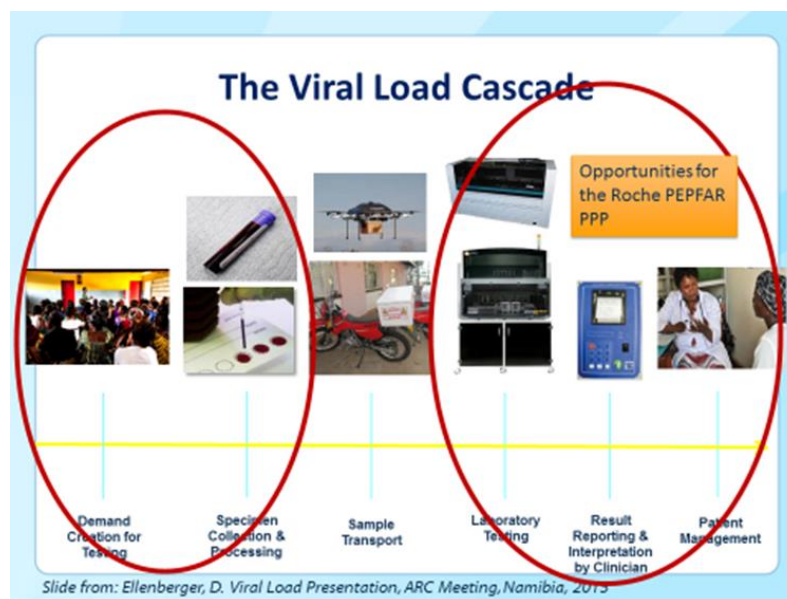 The Viral Load Cascade
Opportunities for
the Roche PEPFAR
PPP
Demand
Creation for
Testing
Specimen
Collection &
Processing
Sample
Transport
Laboratory
Testing
Result
Reporting &
Interpretation
by Clinician
Patient
Management
Slide from: Ellenberger, D. Viral Load Presentation, ARC Meeting, Namibia, 2015